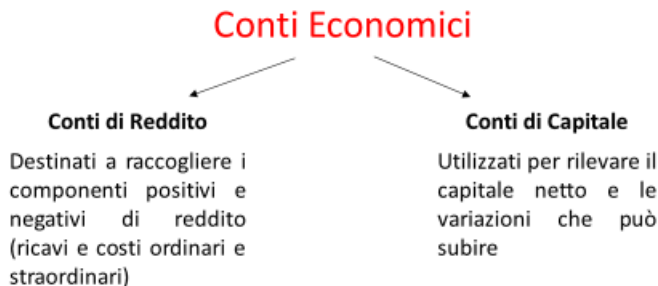 Conti Economici
Conti di Reddito
Destinati a raccogliere i
componenti positivi e
negativi di reddito
(ricavi e costi ordinari e
straordinari)
Conti di Capitale
Utilizzati per rilevare il
capitale netto e le
variazioni che può
subire